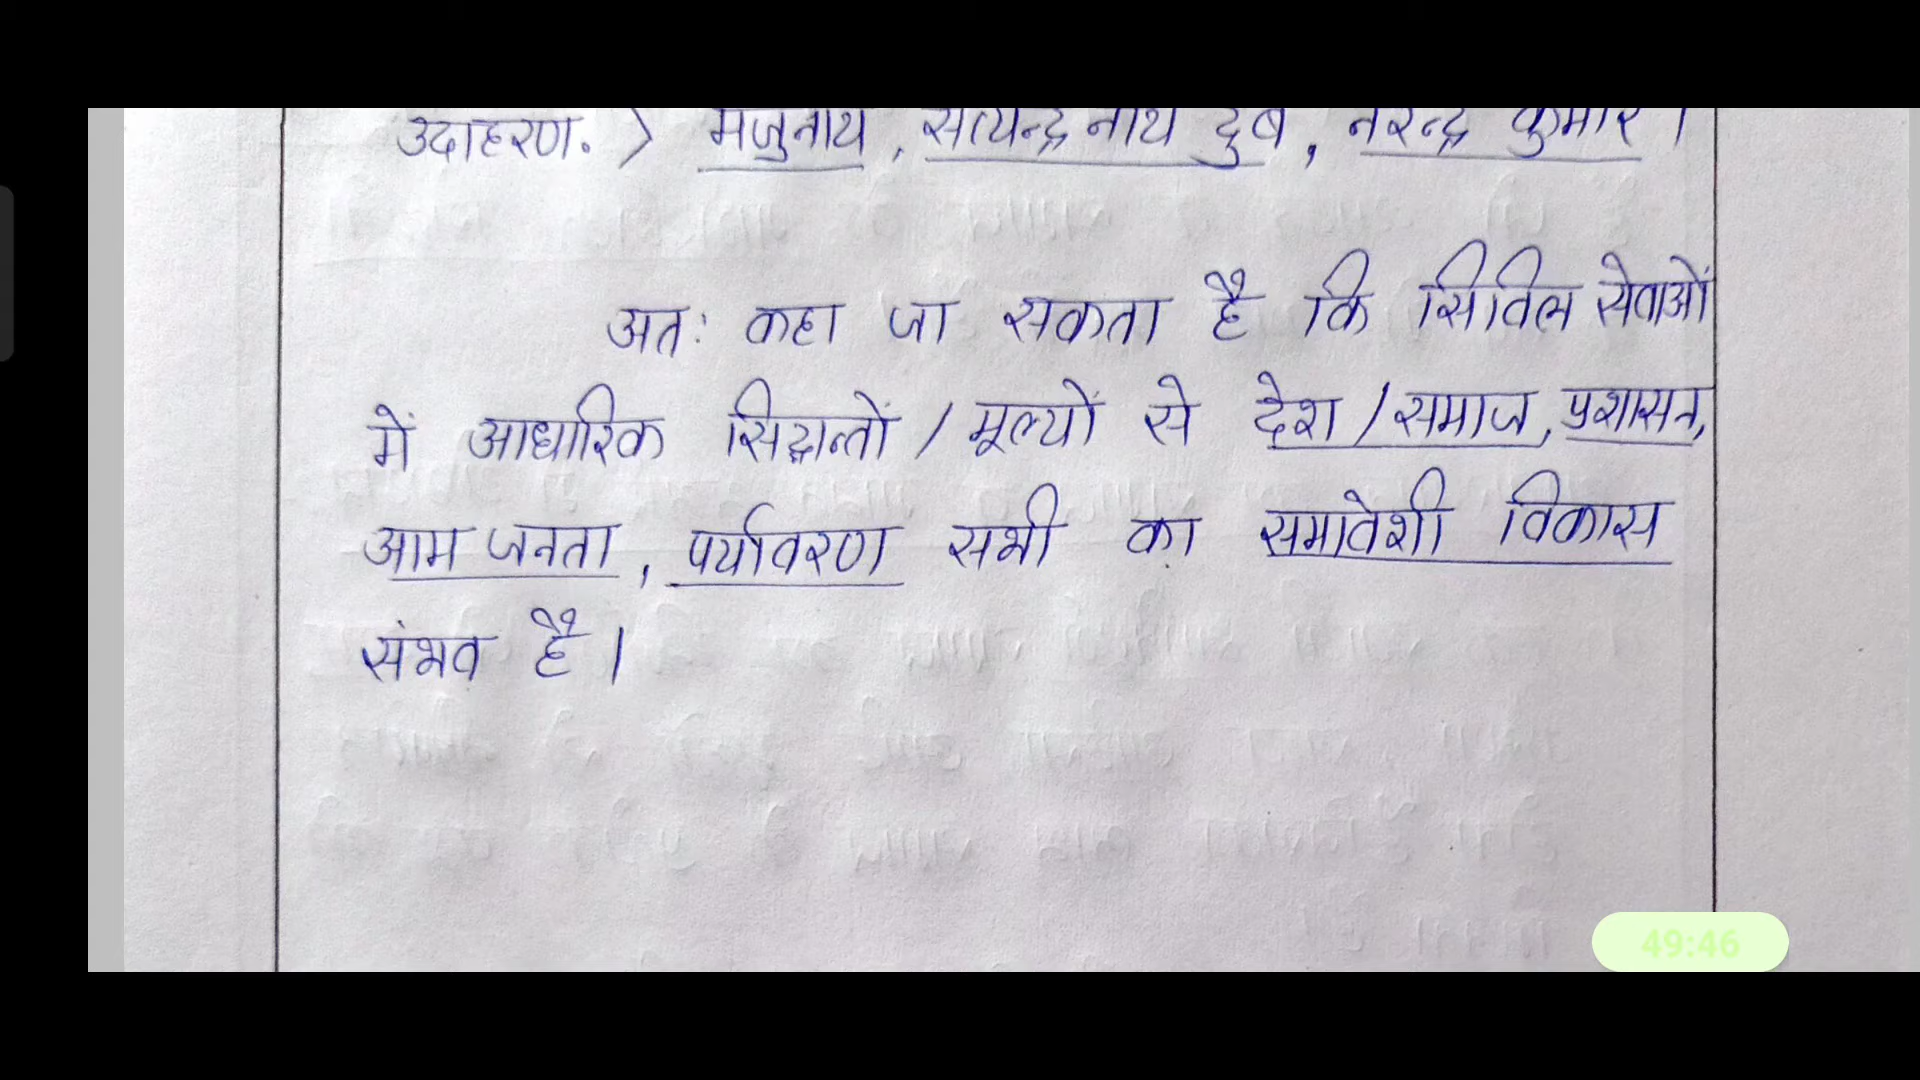 उदाहरण. > मंजुनाथ, सत्येन्द्र नाथ दुबे, नरेन्द्र कुमार ।
अतः कहा जा सकता है कि सिविल सेवाओं
में आधारिक सिद्धान्तों / मूल्यों से देश / समाज, प्रशासन,
आम जनता, पर्यावरण सभी का समावेशी विकास
संभव है ।
49:46